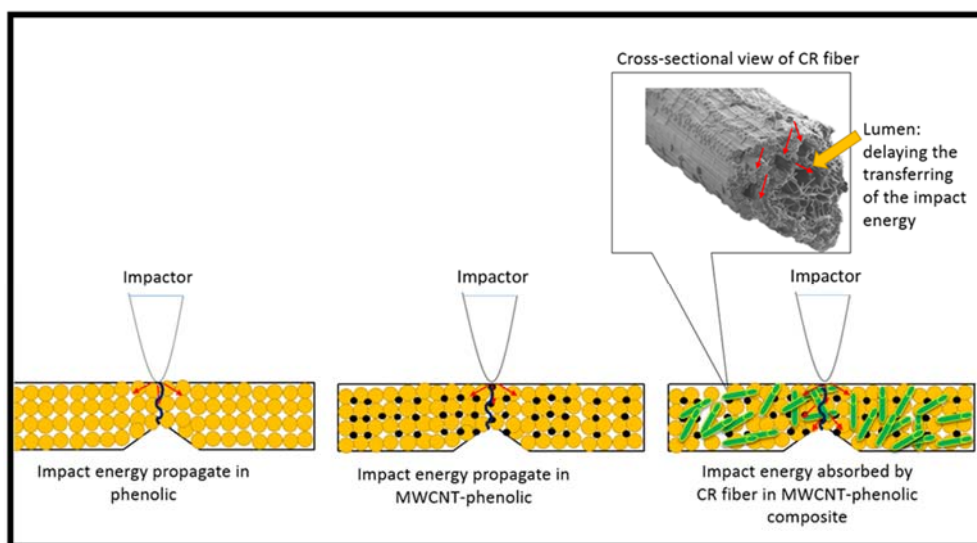 Cross-sectional view of CR fiber
Lumen:
delaying the
transferring
of the impact
energy
Impactor
Impactor
Impactor
Impact energy propagate in
phenolic
Impact energy propagate in
MWCNT-phenolic
Impact energy absorbed by
CR fiber in MWCNT-phenolic
composite